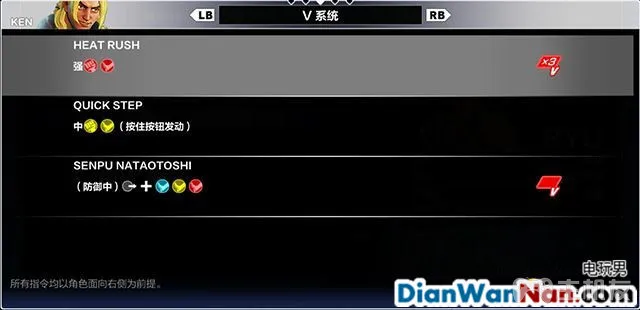 KEN
LB
V 系统
RB
HEAT RUSH
强
×3
V
QUICK STEP
中
(按住按钮发动)
SENPU NATAOTOSHI
(防御中) +
V
电玩男
所有指令均以角色面向右侧为前提。
DianWanNan.com